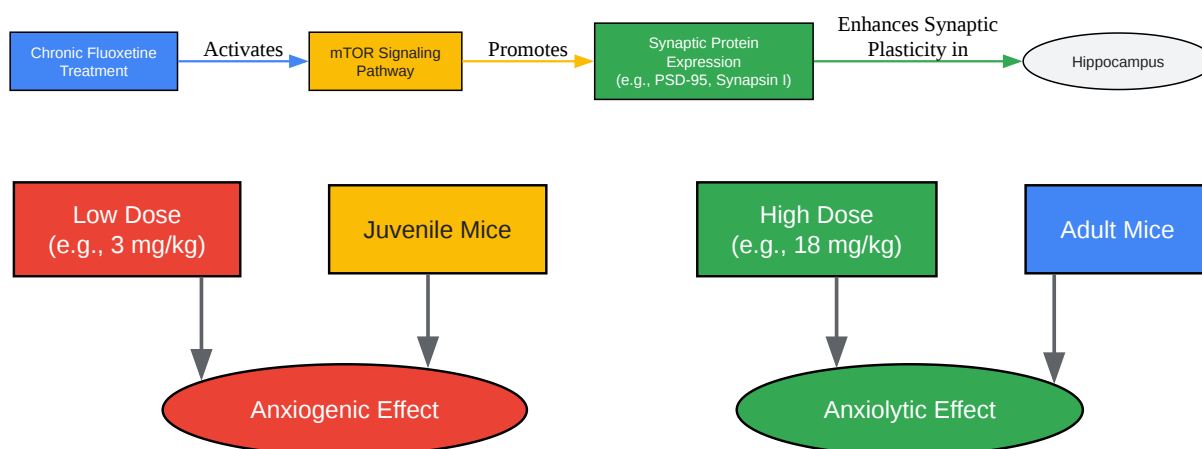 Chronic Fluoxetine
Treatment
Activates
mTOR Signaling
Pathway
Promotes
Synaptic Protein
Expression
(e.g., PSD-95, Synapsin I)
Enhances Synaptic
Plasticity in
Hippocampus
Low Dose
(e.g., 3 mg/kg)
Juvenile Mice
High Dose
(e.g., 18 mg/kg)
Adult Mice
Anxiogenic Effect
Anxiolytic Effect